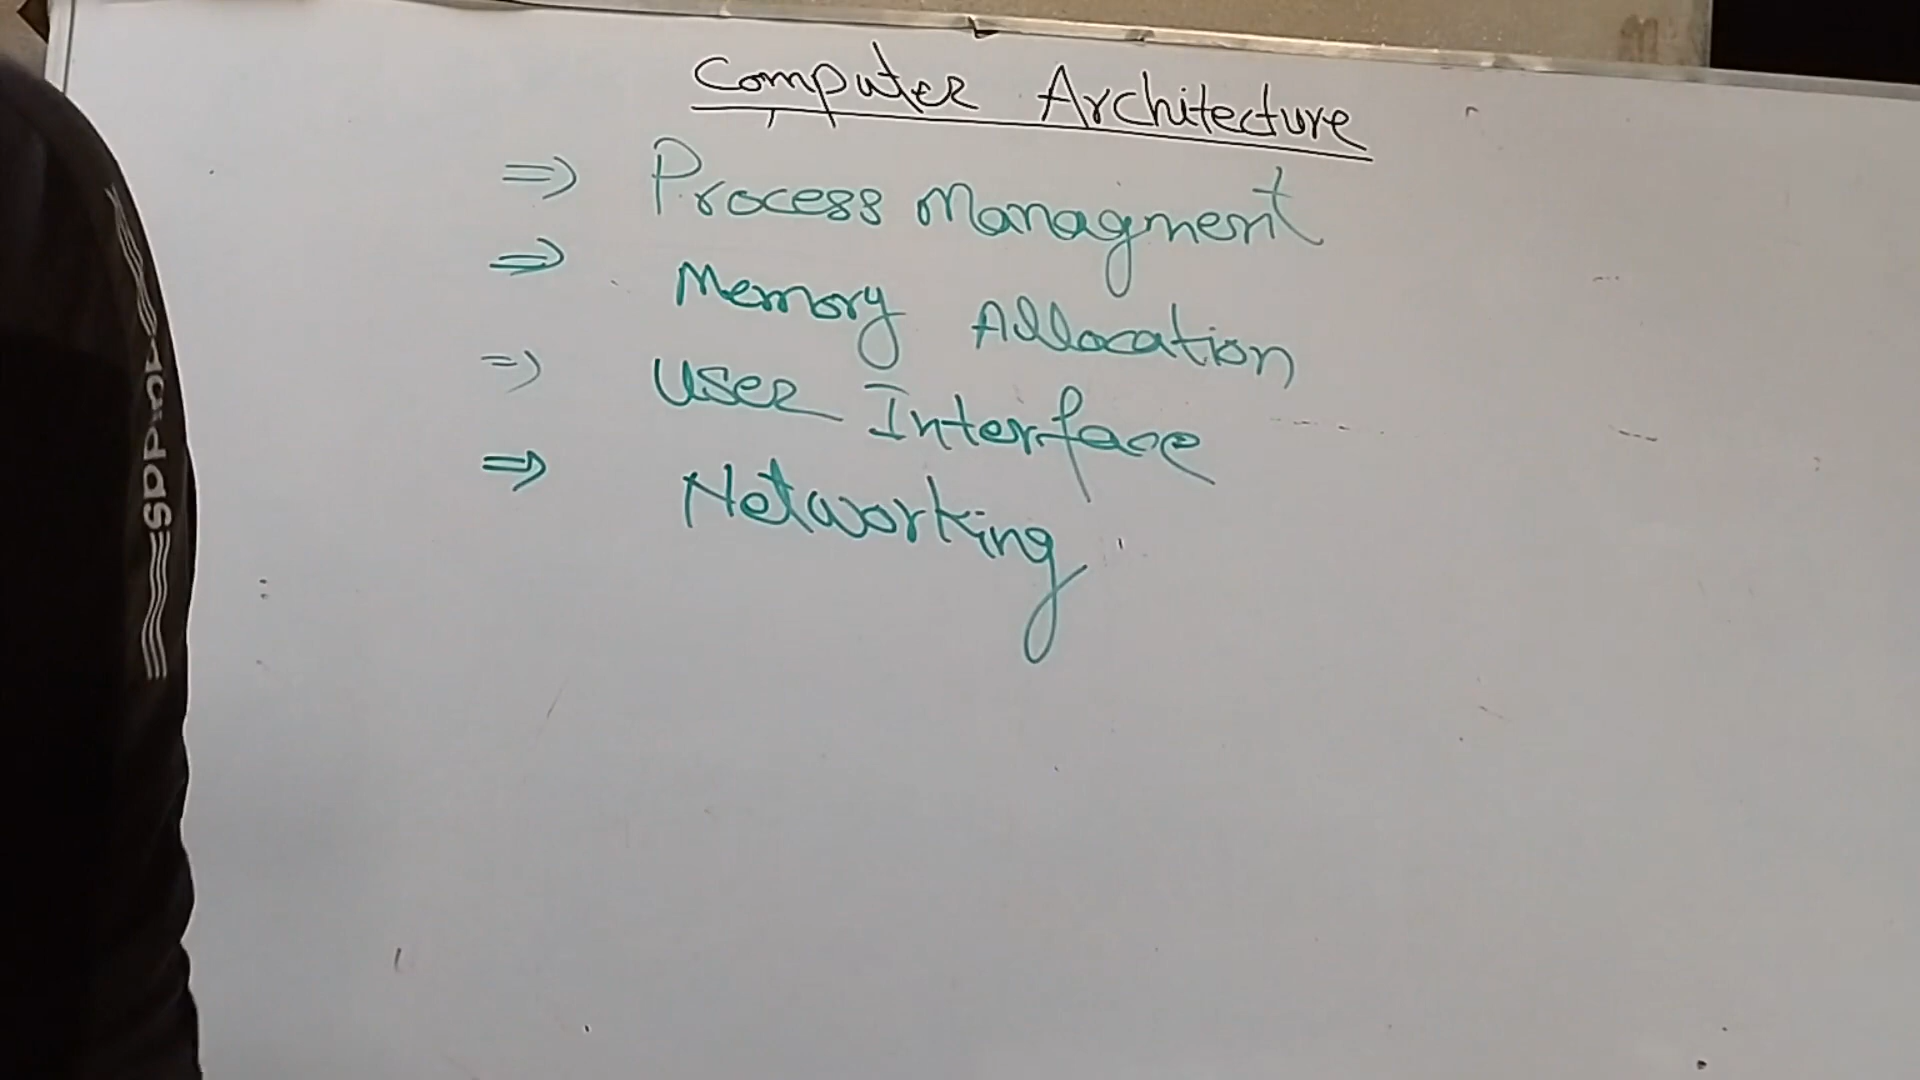 Computer Architecture
⇒ Process Managment
⇒ Memory Allocation
⇒ User Interface
⇒ Networking